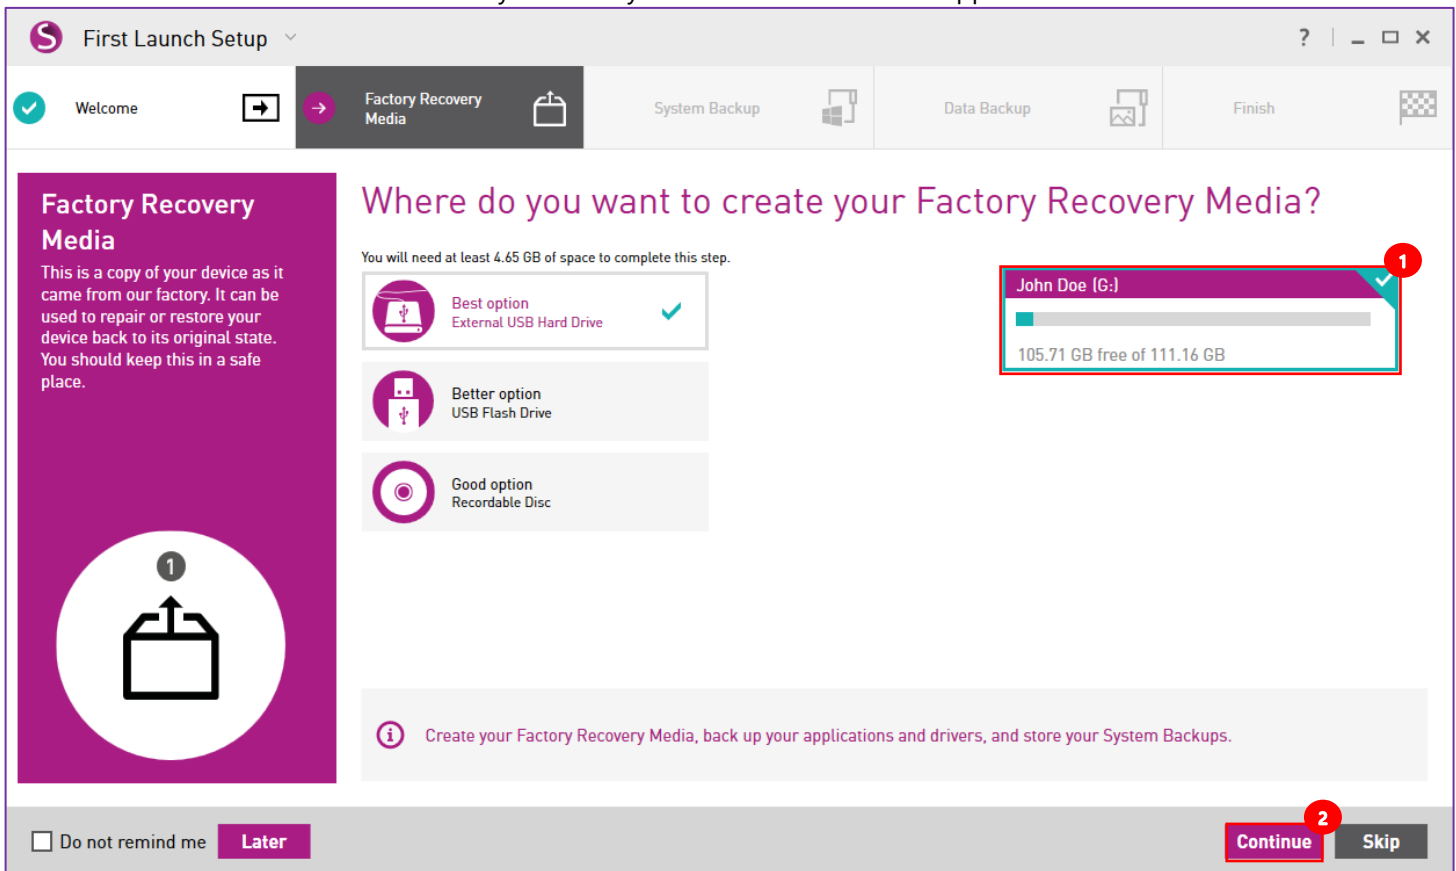 First Launch Setup
?
Welcome
Factory Recovery
Media
System Backup
Data Backup
Finish
Factory Recovery
Media
This is a copy of your device as it
came from our factory. It can be
used to repair or restore your
device back to its original state.
You should keep this in a safe
place.
1
Where do you want to create your Factory Recovery Media?
You will need at least 4.65 GB of space to complete this step.
Best option
External USB Hard Drive
Better option
USB Flash Drive
Good option
Recordable Disc
1
John Doe (G:)
105.71 GB free of 111.16 GB
Create your Factory Recovery Media, back up your applications and drivers, and store your System Backups.
Do not remind me
Later
2
Continue
Skip